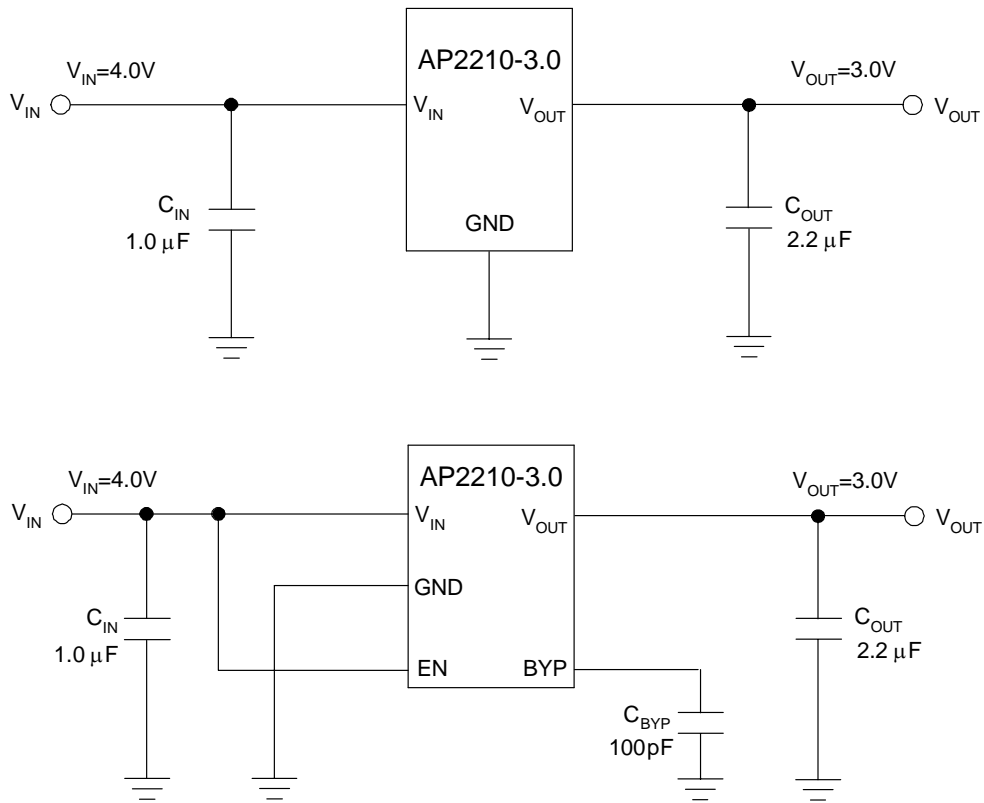 AP2210-3.0
V_IN=4.0V
V_OUT=3.0V
V_IN
V_IN
V_OUT
V_OUT
C_IN
1.0 μF
GND
C_OUT
2.2 μF
AP2210-3.0
V_IN=4.0V
V_OUT=3.0V
V_IN
V_IN
V_OUT
V_OUT
GND
C_IN
1.0 μF
C_OUT
2.2 μF
EN
BYP
C_BYP
100pF